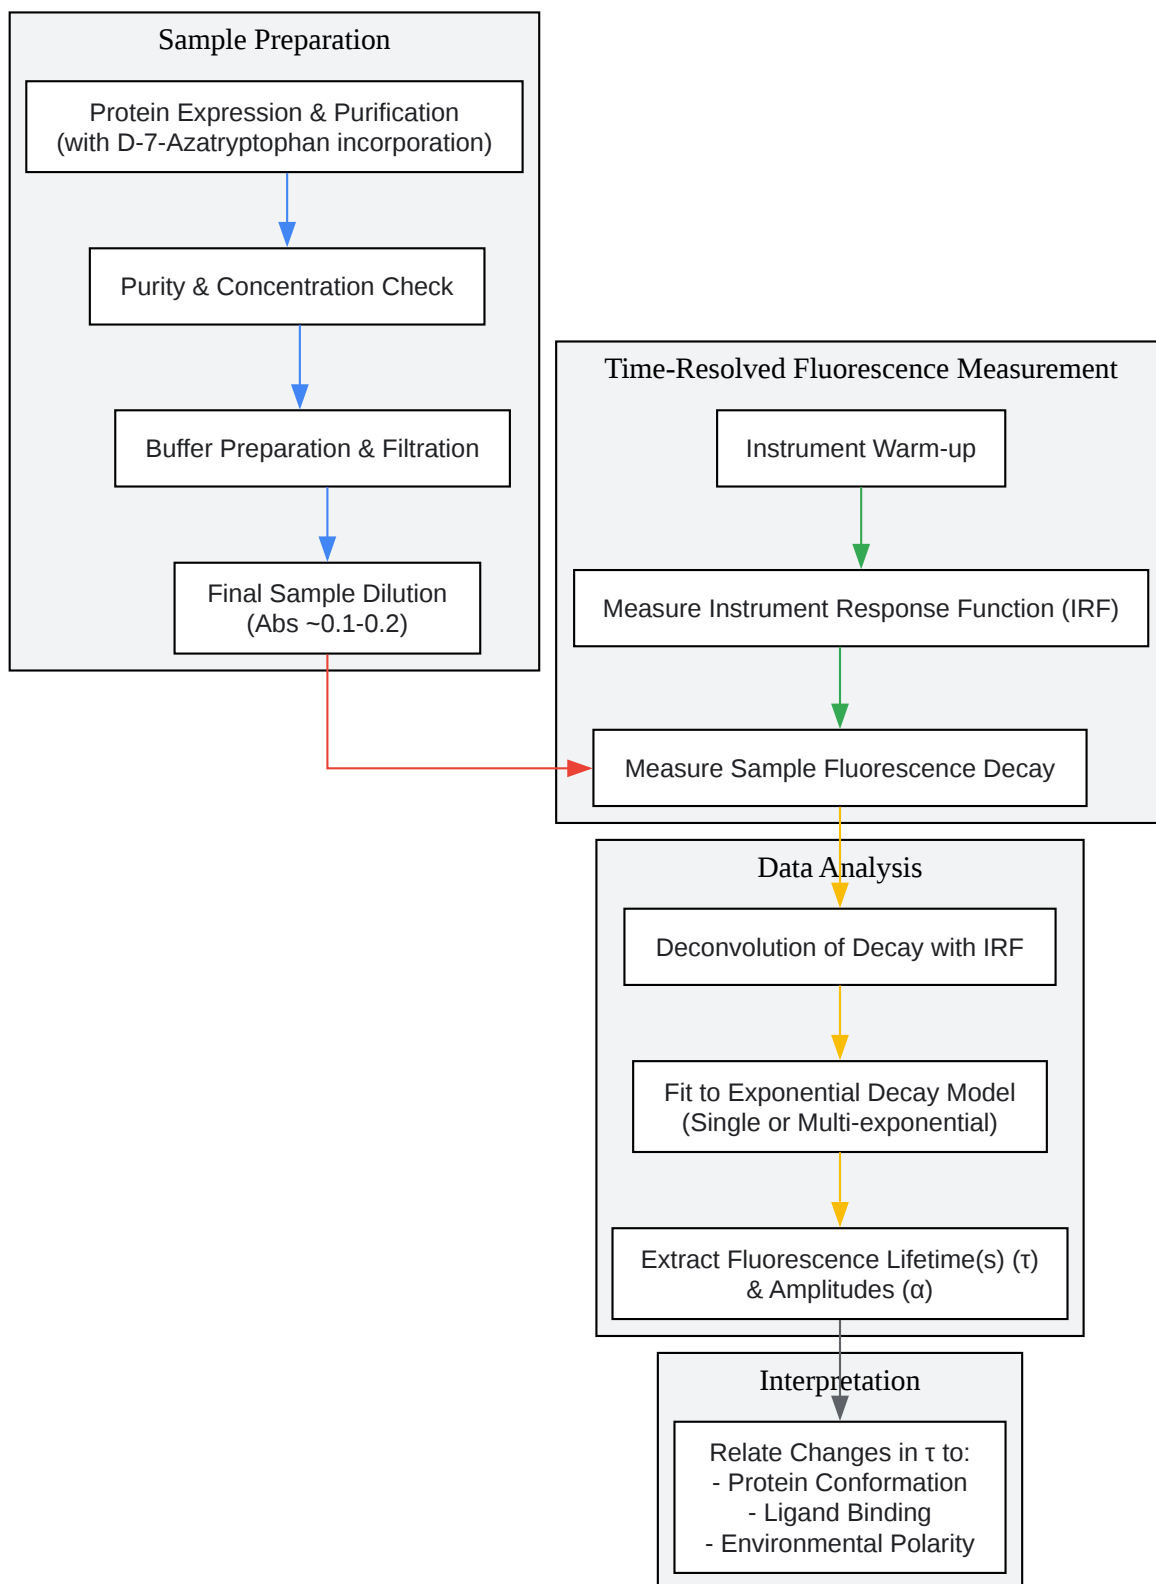 Sample Preparation
Protein Expression & Purification
(with D-7-Azatryptophan incorporation)
Purity & Concentration Check
Buffer Preparation & Filtration
Final Sample Dilution
(Abs ~0.1-0.2)
Time-Resolved Fluorescence Measurement
Instrument Warm-up
Measure Instrument Response Function (IRF)
Measure Sample Fluorescence Decay
Data Analysis
Deconvolution of Decay with IRF
Fit to Exponential Decay Model
(Single or Multi-exponential)
Extract Fluorescence Lifetime(s) (τ)
& Amplitudes (α)
Interpretation
Relate Changes in τ to:
- Protein Conformation
- Ligand Binding
- Environmental Polarity